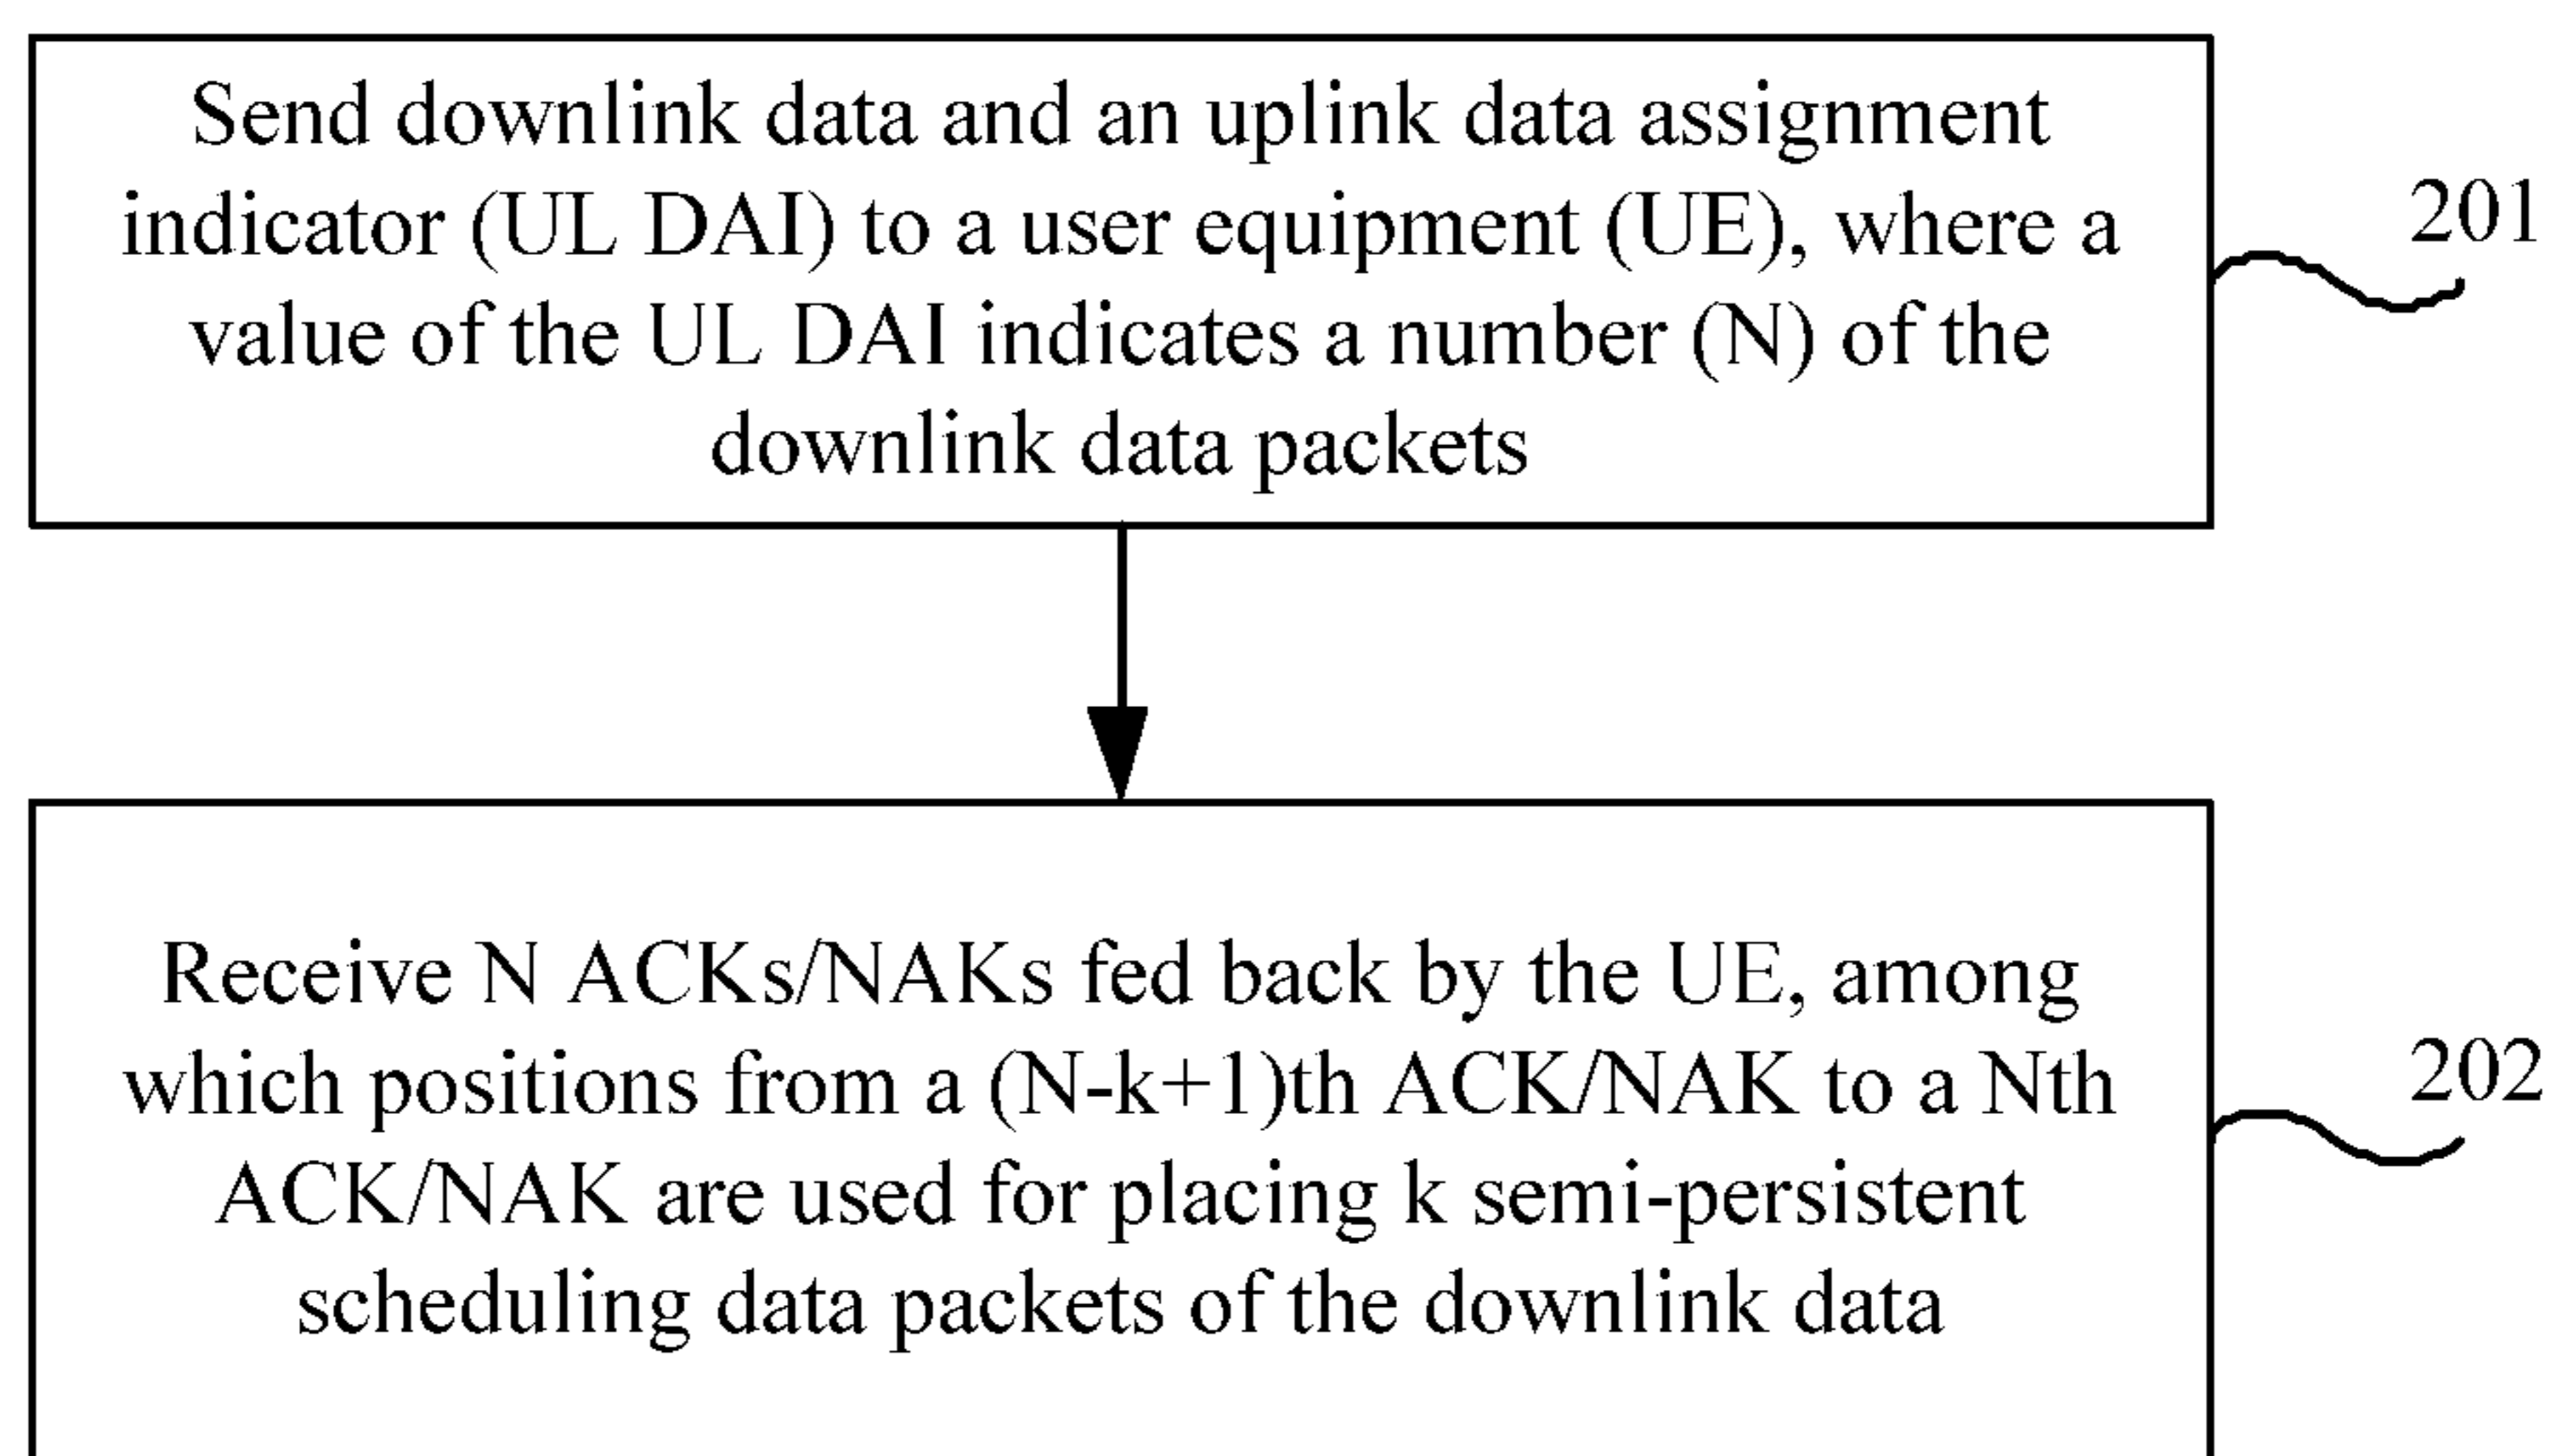 Send downlink data and an uplink data assignment
indicator (UL DAI) to a user equipment (UE), where a
value of the UL DAI indicates a number (N) of the
downlink data packets
201
Receive N ACKs/NAKs fed back by the UE, among
which positions from a (N-k+1)th ACK/NAK to a Nth
ACK/NAK are used for placing k semi-persistent
scheduling data packets of the downlink data
202